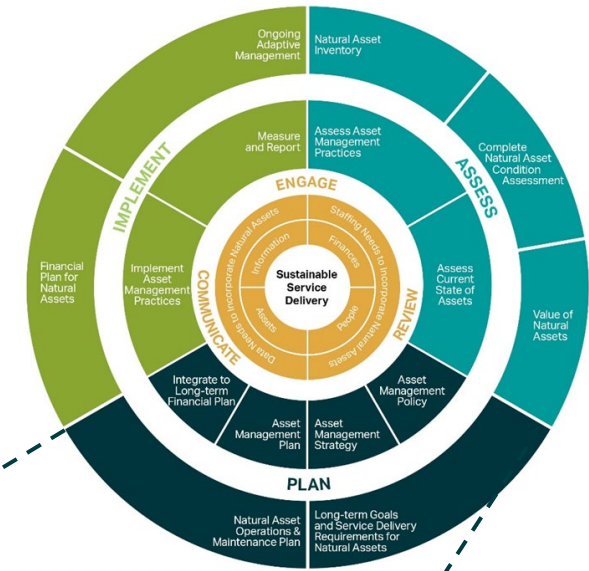 Ongoing
Adaptive
Management
Natural Asset
Inventory
Complete
Natural Asset
Condition
Assessment
Value of
Natural
Assets
Long-term Goals
and Service Delivery
Requirements for
Natural Assets
Natural Asset
Operations &
Maintenance Plan
Financial
Plan for
Natural
Assets
IMPLEMENT
ASSESS
PLAN
Measure
and Report
Assess Asset
Management
Practices
Assess
Current
State of
Assets
Asset
Management
Policy
Asset
Management
Strategy
Asset
Management
Plan
Integrate to
Long-term
Financial Plan
Implement
Asset
Management
Practices
ENGAGE
REVIEW
COMMUNICATE
Data Needs to Incorporate Natural Assets
Staffing Needs to Incorporate Natural Assets
Information
Finances
People
Assets
Sustainable
Service
Delivery